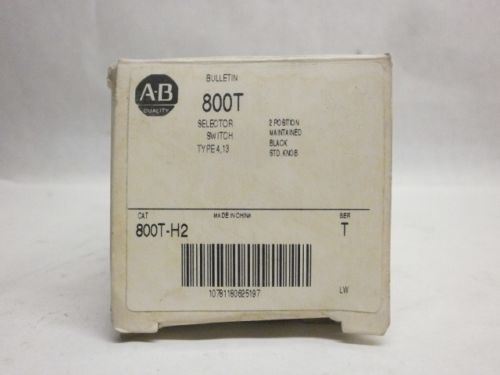 A-B
QUALITY
BULLETIN
800T
SELECTOR
SWITCH
TYPE 4, 13
2 POSITION
MAINTAINED
BLACK
STD. KNOB
CAT
MADE IN CHINA
SER
800T-H2
T
10781180625197
LW